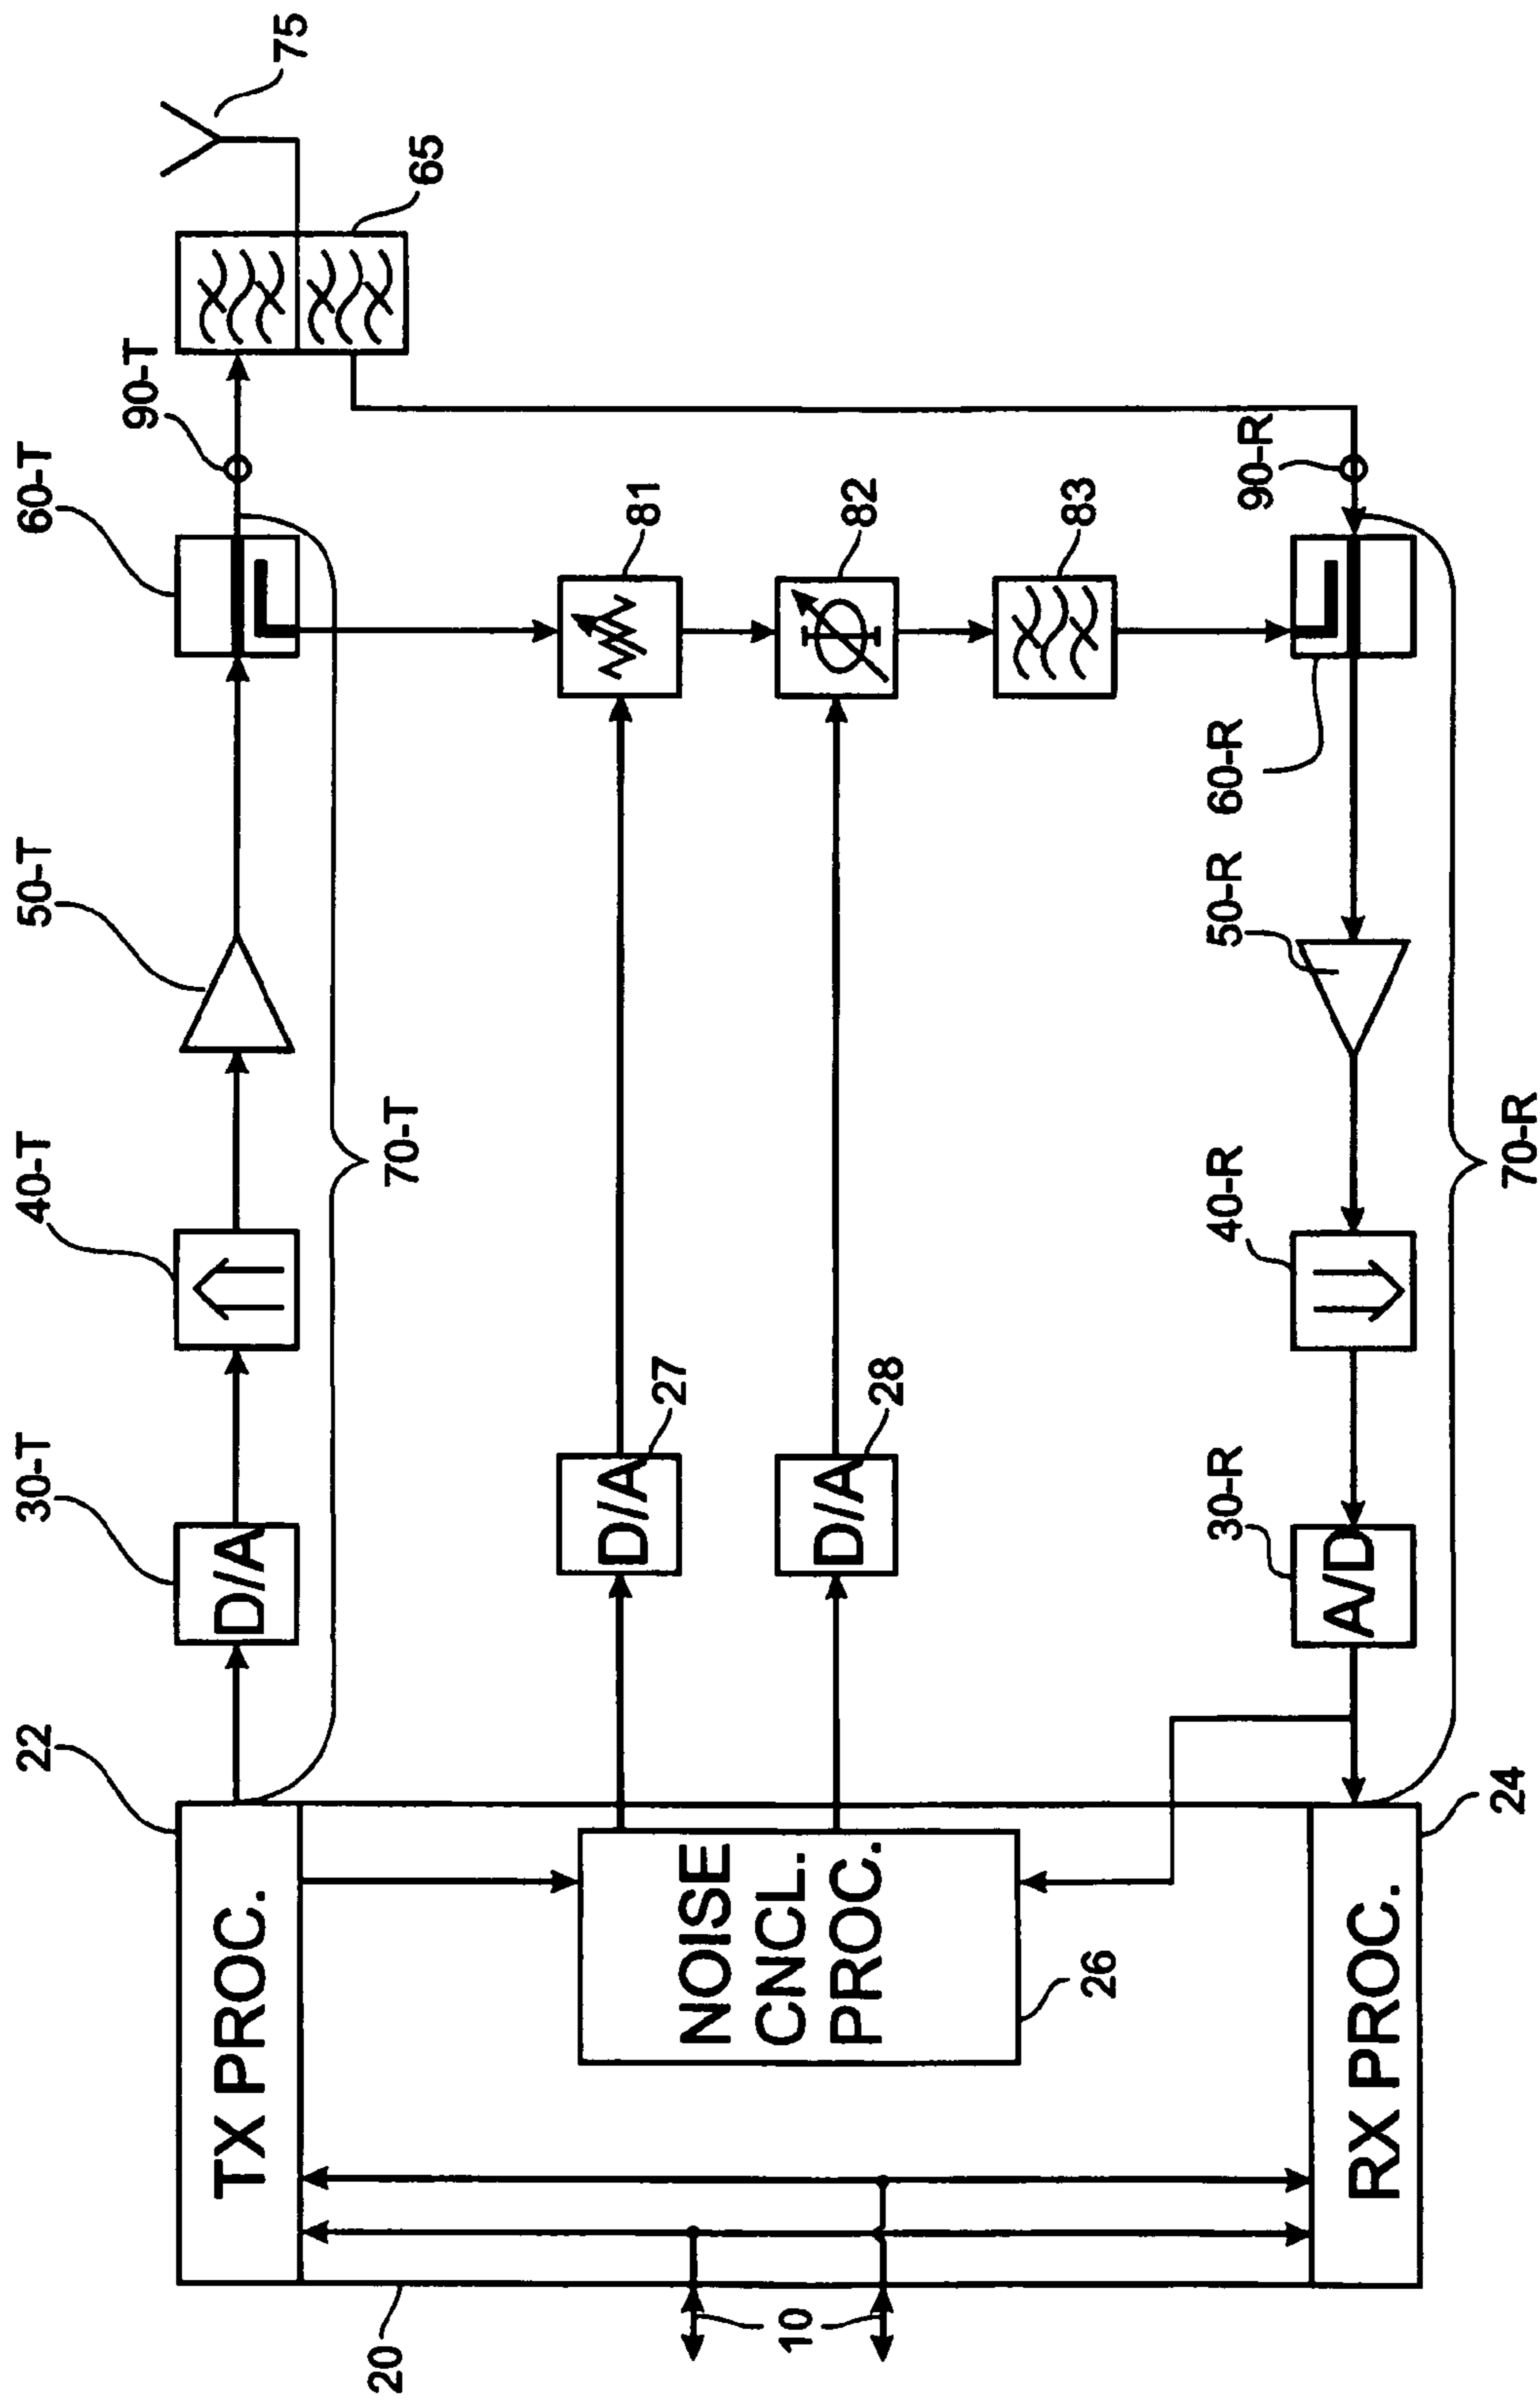 22
30-T
40-T
50-T
60-T
90-T
75
65
TX PROC.
D/A
70-T
20
10
NOISE
CNCL.
PROC.
26
D/A
27
81
D/A
28
82
83
30-R
40-R
50-R
60-R
90-R
RX PROC.
A/D
24
70-R